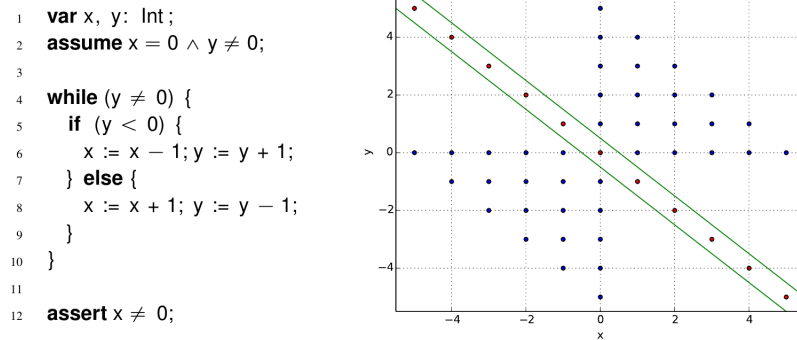 1 var x, y: Int;
2 assume x = 0 ∧ y ≠ 0;
3
4 while (y ≠ 0) {
5 if (y < 0) {
6 x := x − 1; y := y + 1;
7 } else {
8 x := x + 1; y := y − 1;
9 }
10 }
11
12 assert x ≠ 0;
4
2
0
−2
−4
y
−4 −2 0 2 4
x